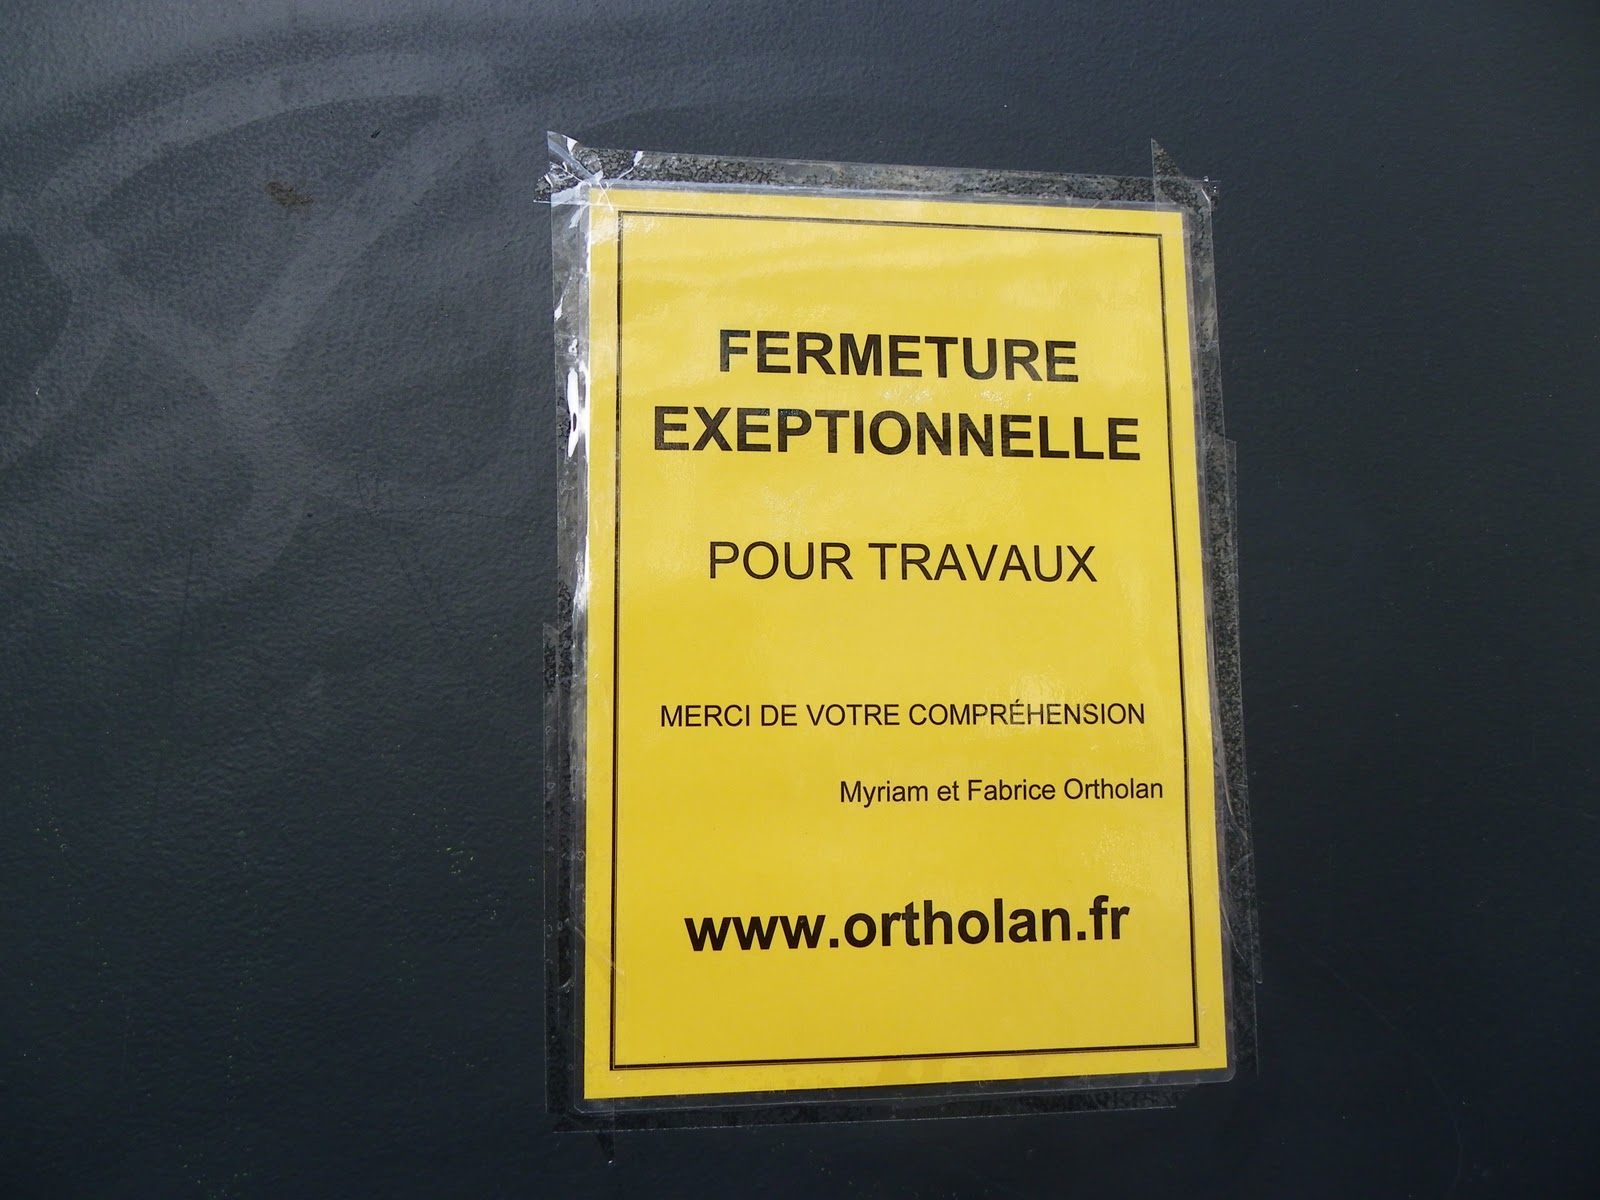 FERMETURE
EXEPTIONNELLE
POUR TRAVAUX
MERCI DE VOTRE COMPRÉHENSION
Myriam et Fabrice Ortholan
www.ortholan.fr